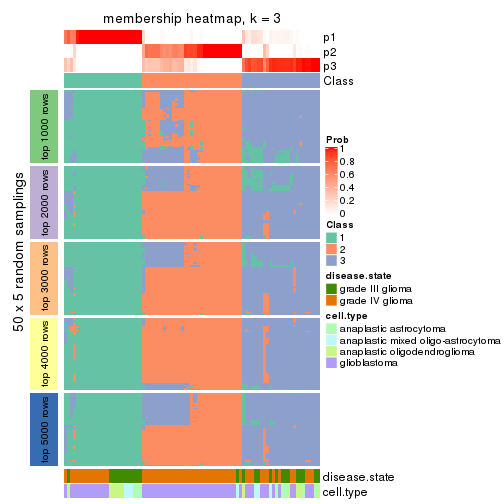 membership heatmap, k = 3
p1
p2
p3
Class
50 x 5 random samplings
top 1000 rows
top 2000 rows
top 3000 rows
top 4000 rows
top 5000 rows
disease.state
cell.type
Prob
1
0.8
0.6
0.4
0.2
0
Class
1
2
3
disease.state
grade III glioma
grade IV glioma
cell.type
anaplastic astrocytoma
anaplastic mixed oligo-astrocytoma
anaplastic oligodendroglioma
glioblastoma